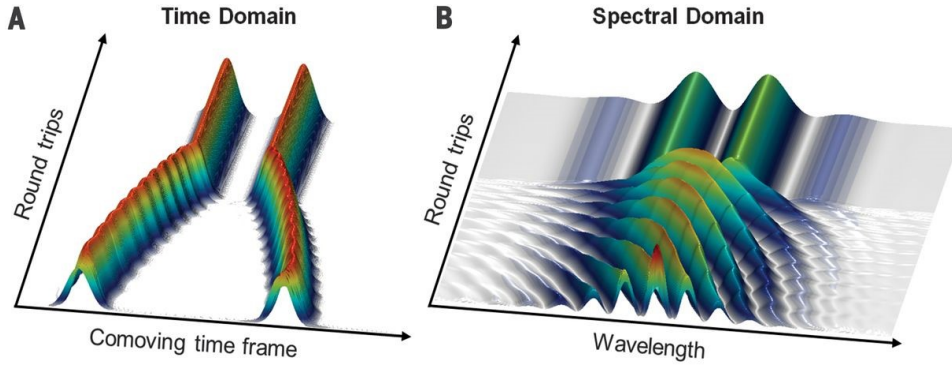 A
Time Domain
Round trips
Comoving time frame
B
Spectral Domain
Round trips
Wavelength